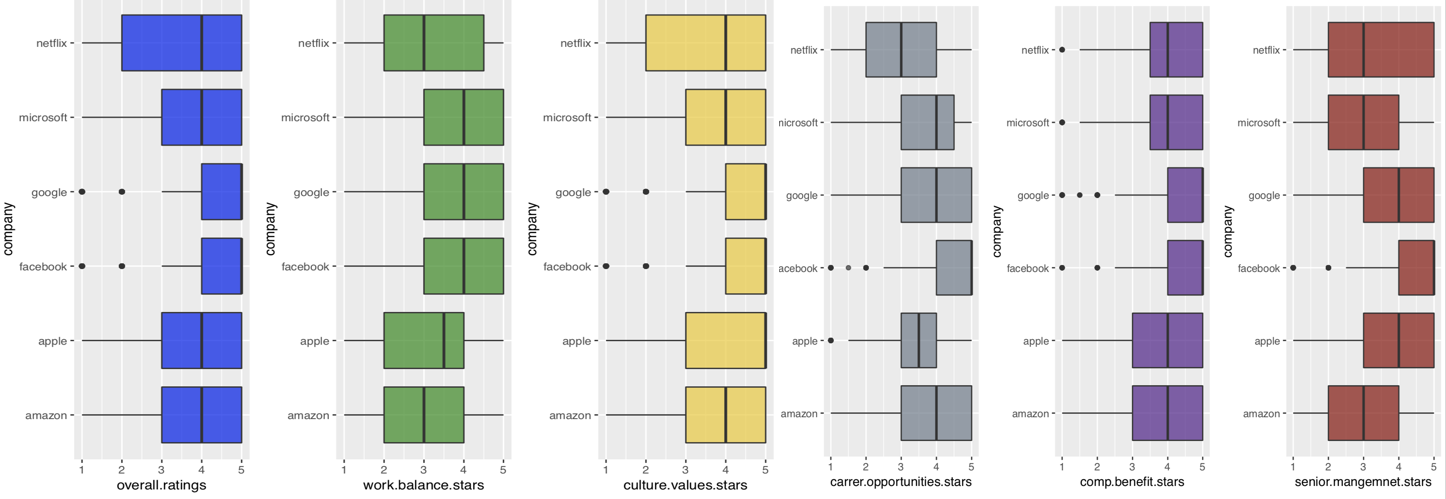 company
netflix
microsoft
google
facebook
apple
amazon
1 2 3 4 5
overall.ratings
company
netflix
microsoft
google
facebook
apple
amazon
1 2 3 4 5
work.balance.stars
company
netflix
microsoft
google
facebook
apple
amazon
1 2 3 4 5
culture.values.stars
netflix
nicrosoft
google
acebook
apple
amazon
1 2 3 4 5
carrer.opportunities.stars
company
netflix
microsoft
google
facebook
apple
amazon
1 2 3 4 5
comp.benefit.stars
company
netflix
microsoft
google
facebook
apple
amazon
1 2 3 4 5
senior.mangemnet.stars